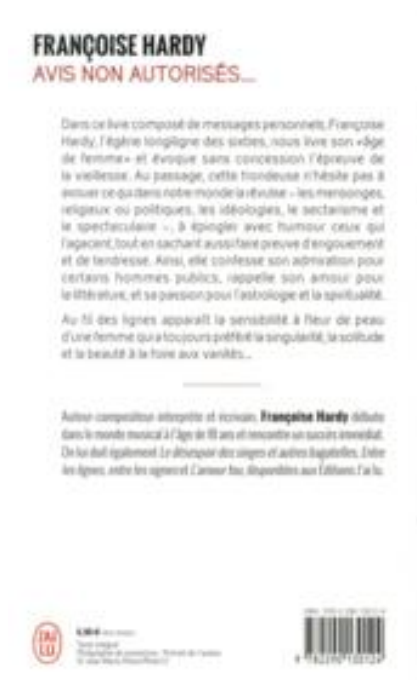 FRANÇOISE HARDY
AVIS NON AUTORISÉS...
Dans ce livre composé de messages personnels, Françoise
Hardy, l'égérie longiligne des sixties, nous livre son «âge
de femme» et évoque sans concession l'épreuve de
la vieillesse. Au passage, cette frondeuse n'hésite pas à
avouer ce qui dans notre monde la révulse – les mensonges,
religieux ou politiques, les idéologies, le sectarisme et
le spectaculaire –, à épingler avec humour ceux qui
l'agacent, tout en sachant aussi faire preuve d'engouement
et de tendresse. Ainsi, elle confesse son admiration pour
certains hommes publics, rappelle son amour pour
la littérature, et sa passion pour l'astrologie et la spiritualité.
Au fil des lignes apparaît la sensibilité à fleur de peau
d'une femme qui a toujours préféré la singularité, la solitude
et la beauté à la foire aux vanités...
Auteur compositeur interprète et écrivain, Françoise Hardy débute
dans le monde musical à l'âge de 18 ans et rencontre un succès immédiat.
On lui doit également Le désespoir des singes et autres bagatelles, Entre
les lignes, entre les signes et L'amour fou, disponibles aux Éditions J'ai lu.
J'AI
LU
Texte intégral